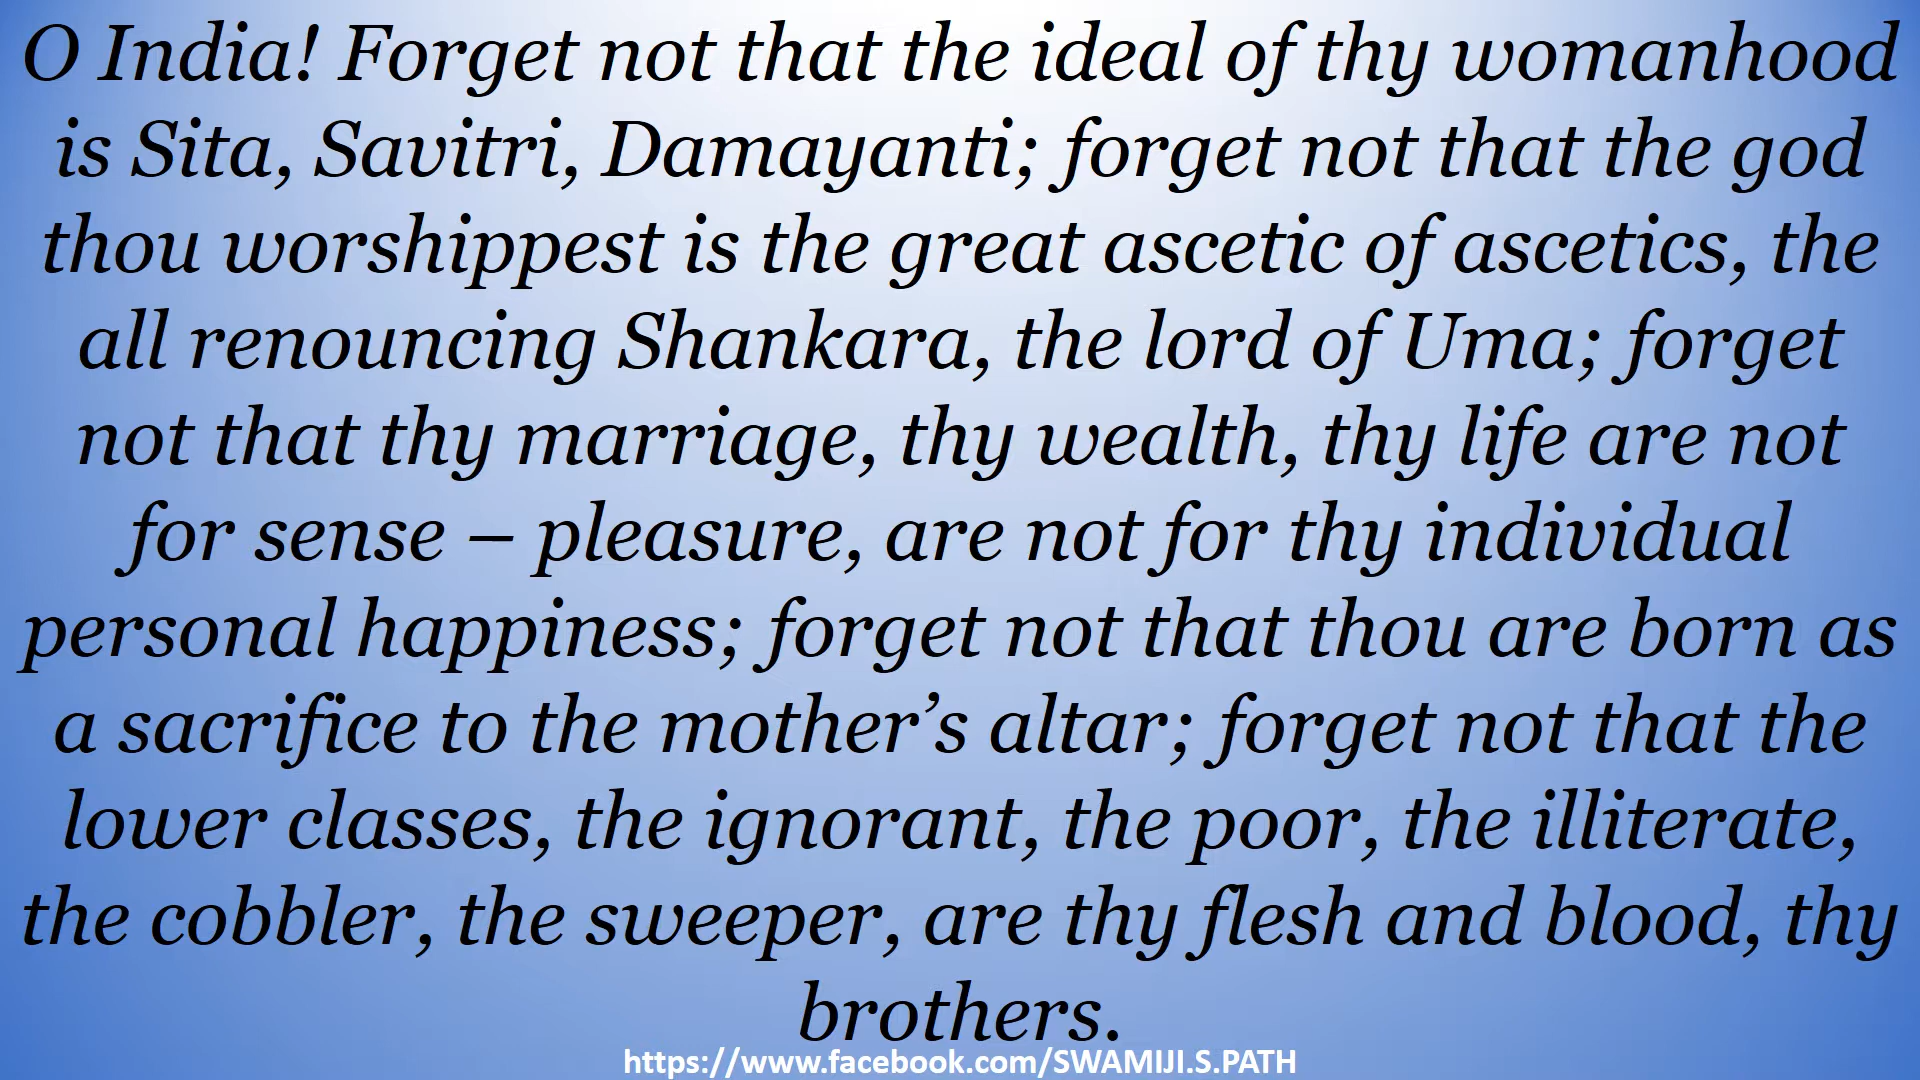 O India! Forget not that the ideal of thy womanhood
is Sita, Savitri, Damayanti; forget not that the god
thou worshippest is the great ascetic of ascetics, the
all renouncing Shankara, the lord of Uma; forget
not that thy marriage, thy wealth, thy life are not
for sense – pleasure, are not for thy individual
personal happiness; forget not that thou are born as
a sacrifice to the mother’s altar; forget not that the
lower classes, the ignorant, the poor, the illiterate,
the cobbler, the sweeper, are thy flesh and blood, thy
brothers.
https://www.facebook.com/SWAMIJI.S.PATH